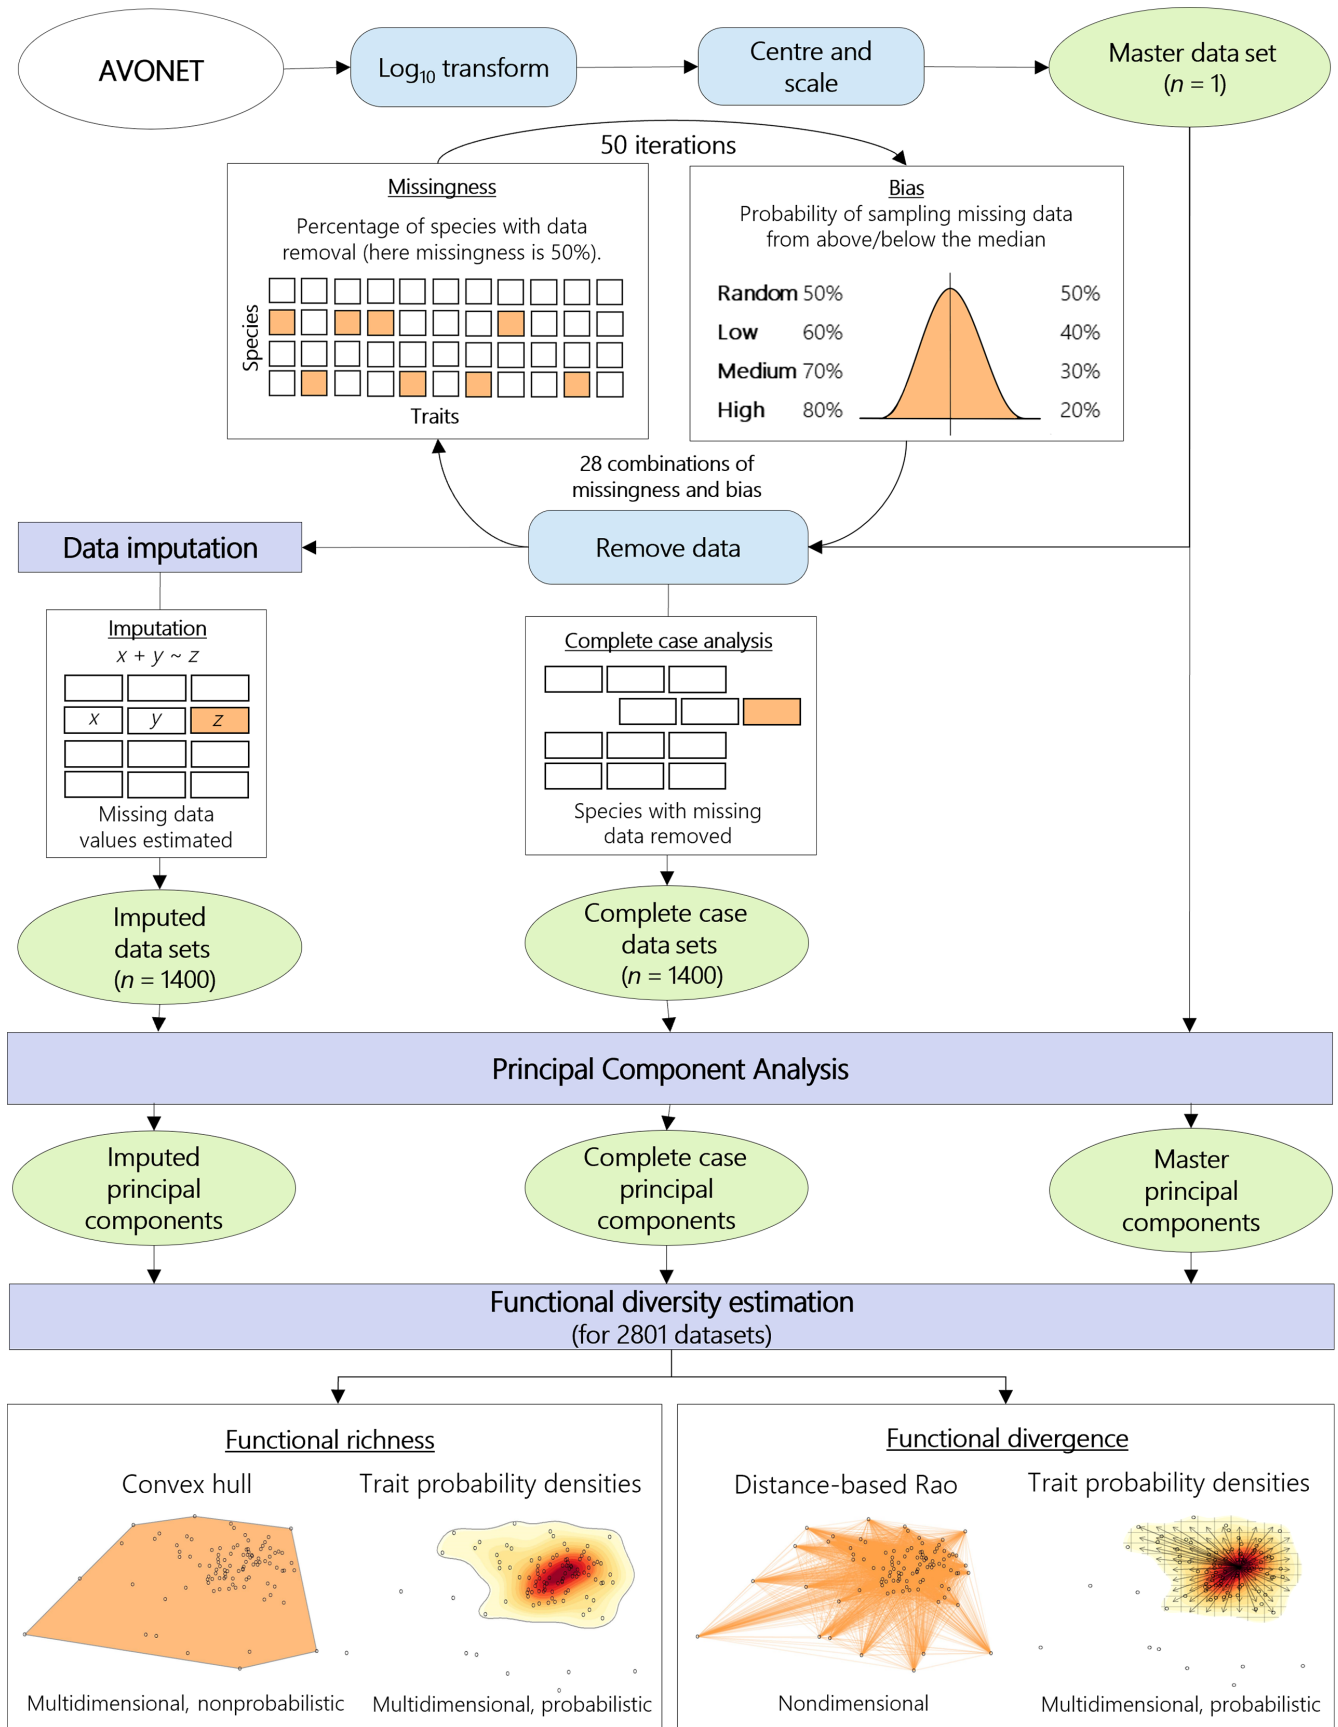 AVONET
Log10 transform
Centre and
scale
Master data set
(n = 1)
50 iterations
Missingness
Percentage of species with data
removal (here missingness is 50%).
Species
Traits
Bias
Probability of sampling missing data
from above/below the median
Random 50% 50%
Low 60% 40%
Medium 70% 30%
High 80% 20%
28 combinations of
missingness and bias
Data imputation
Remove data
Imputation
x + y ~ z
x y z
Missing data
values estimated
Complete case analysis
Species with missing
data removed
Imputed
data sets
(n = 1400)
Complete case
data sets
(n = 1400)
Principal Component Analysis
Imputed
principal
components
Complete case
principal
components
Master
principal
components
Functional diversity estimation
(for 2801 datasets)
Functional richness
Convex hull
Trait probability densities
Multidimensional, nonprobabilistic
Multidimensional, probabilistic
Functional divergence
Distance-based Rao
Trait probability densities
Nondimensional
Multidimensional, probabilistic